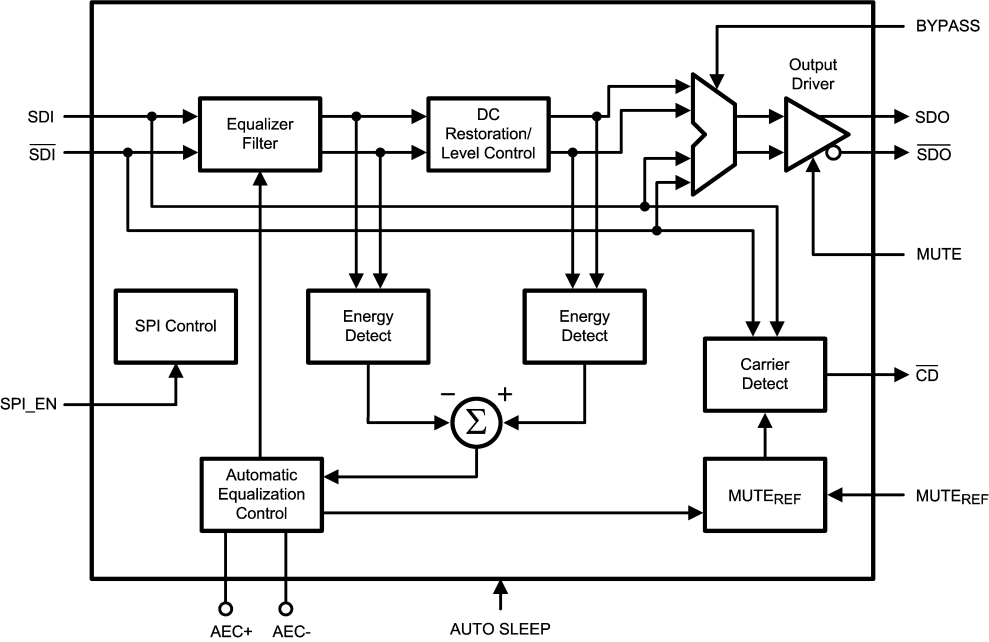 BYPASS
Output
Driver
SDI
Equalizer
Filter
DC
Restoration/
Level Control
SDO
SDI
SDO
MUTE
SPI Control
Energy
Detect
Energy
Detect
Carrier
Detect
CD
SPI_EN
− +
Σ
Automatic
Equalization
Control
MUTEREF
MUTEREF
AEC+ AEC-
AUTO SLEEP